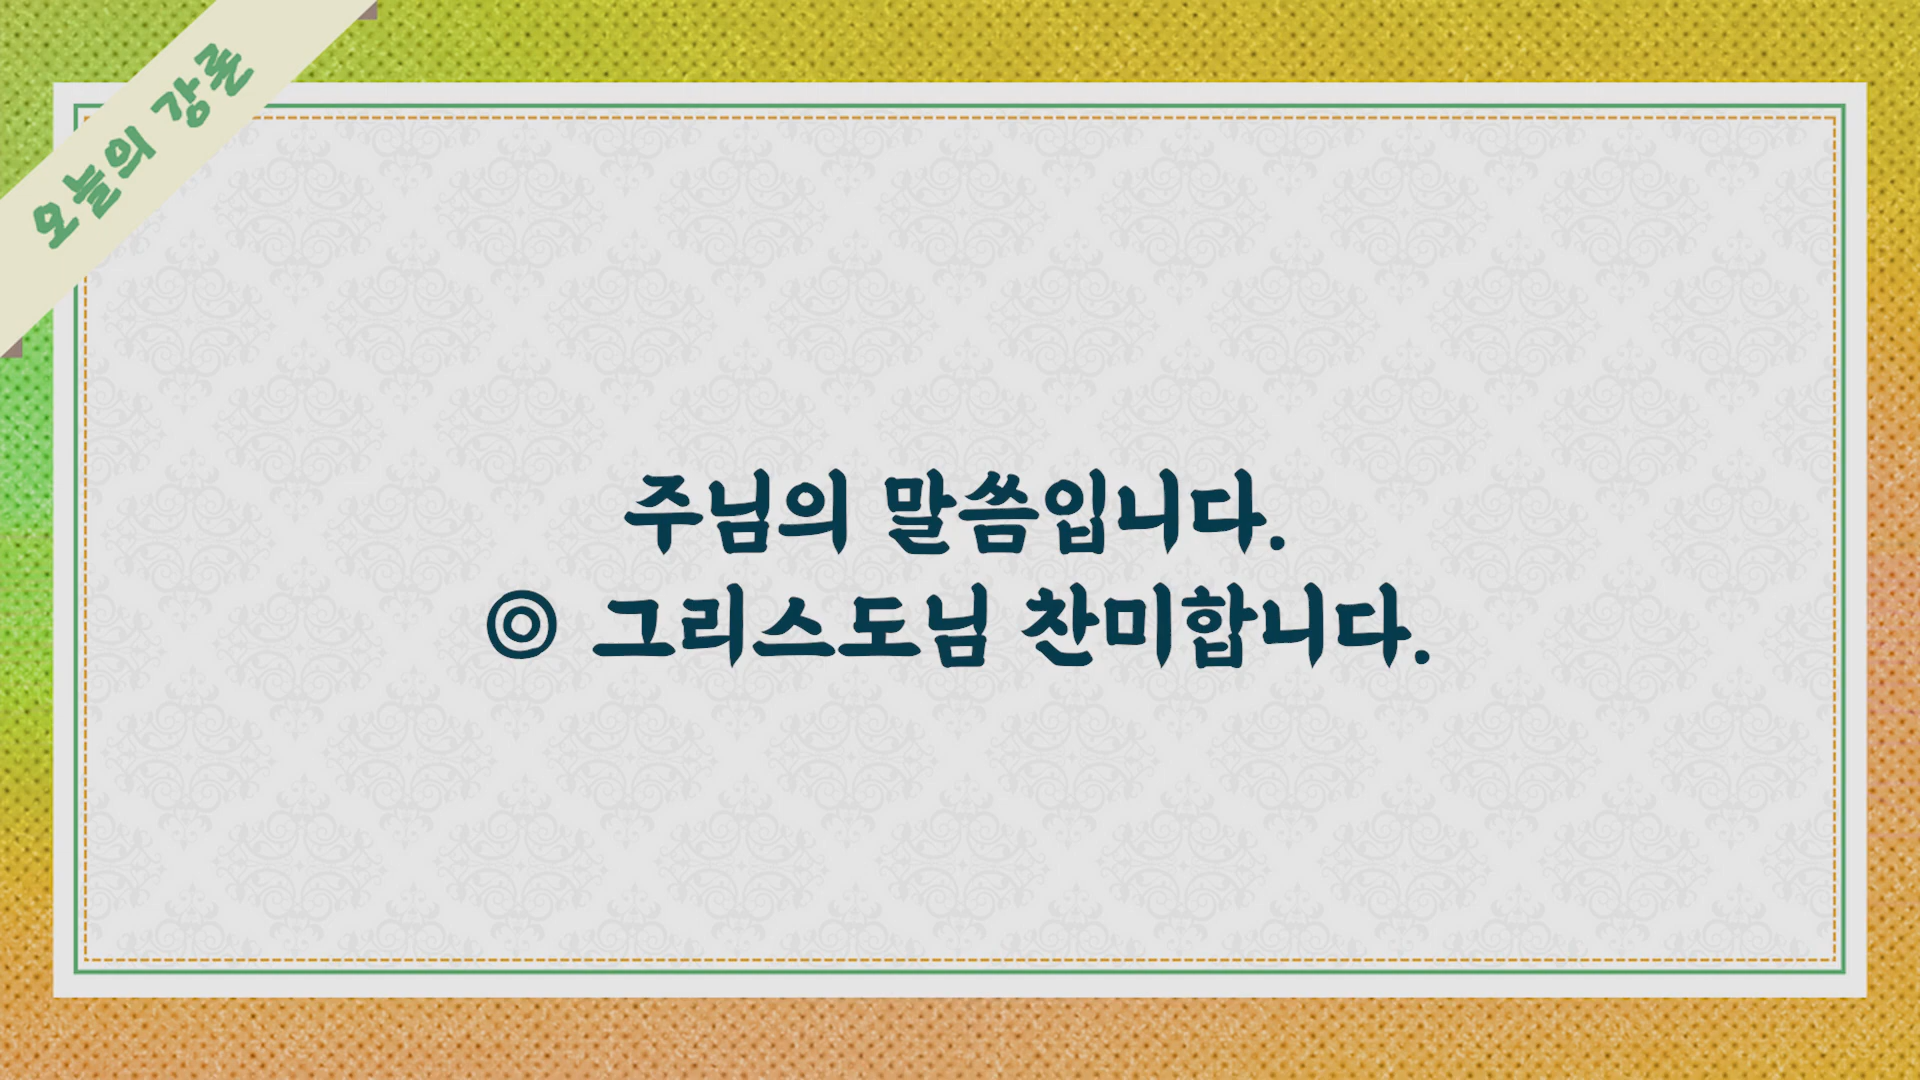 오늘의 강론
주님의 말씀입니다.
◎ 그리스도님 찬미합니다.